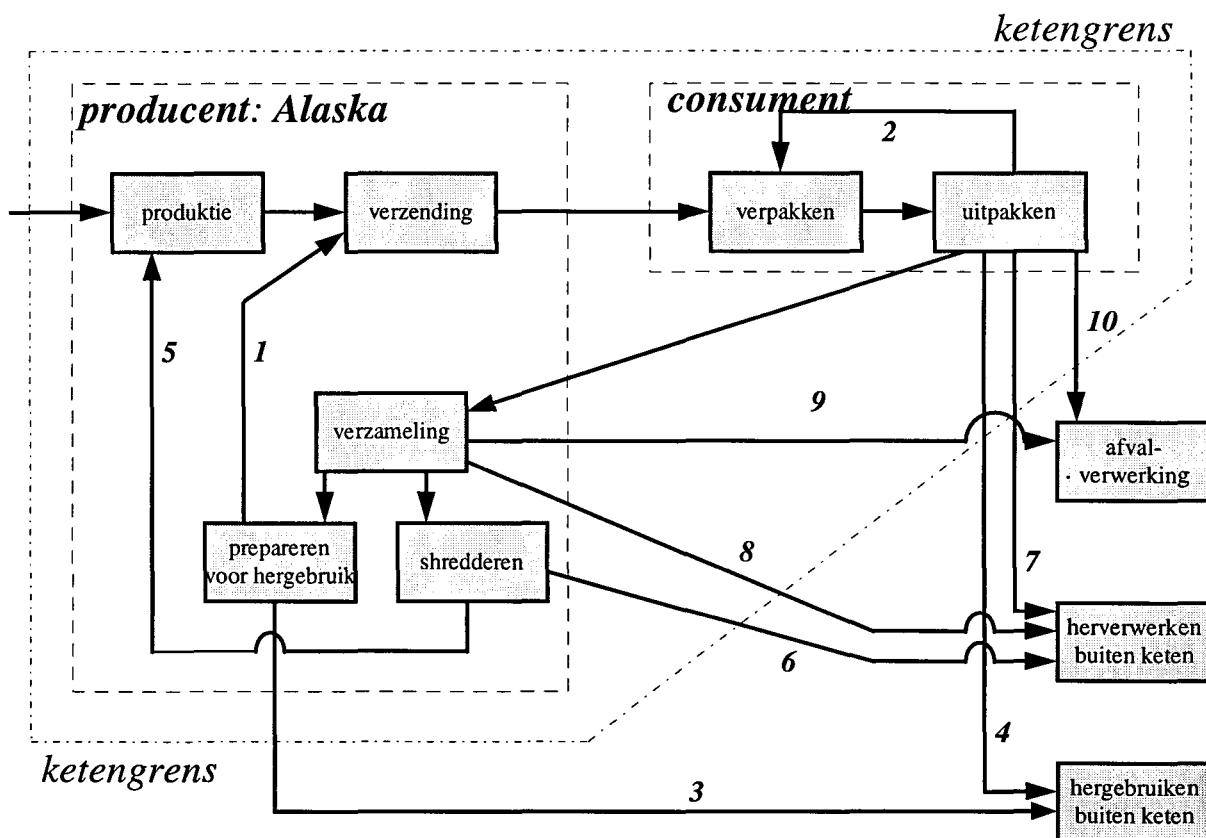 ketengrens
producent: Alaska
consument
2
produktie
verzending
verpakken
uitpakken
5
1
10
9
verzameling
afval-
verwerking
prepareren
voor hergebruik
shredderen
8
7
herverwerken
buiten keten
6
4
ketengrens
3
hergebruiken
buiten keten